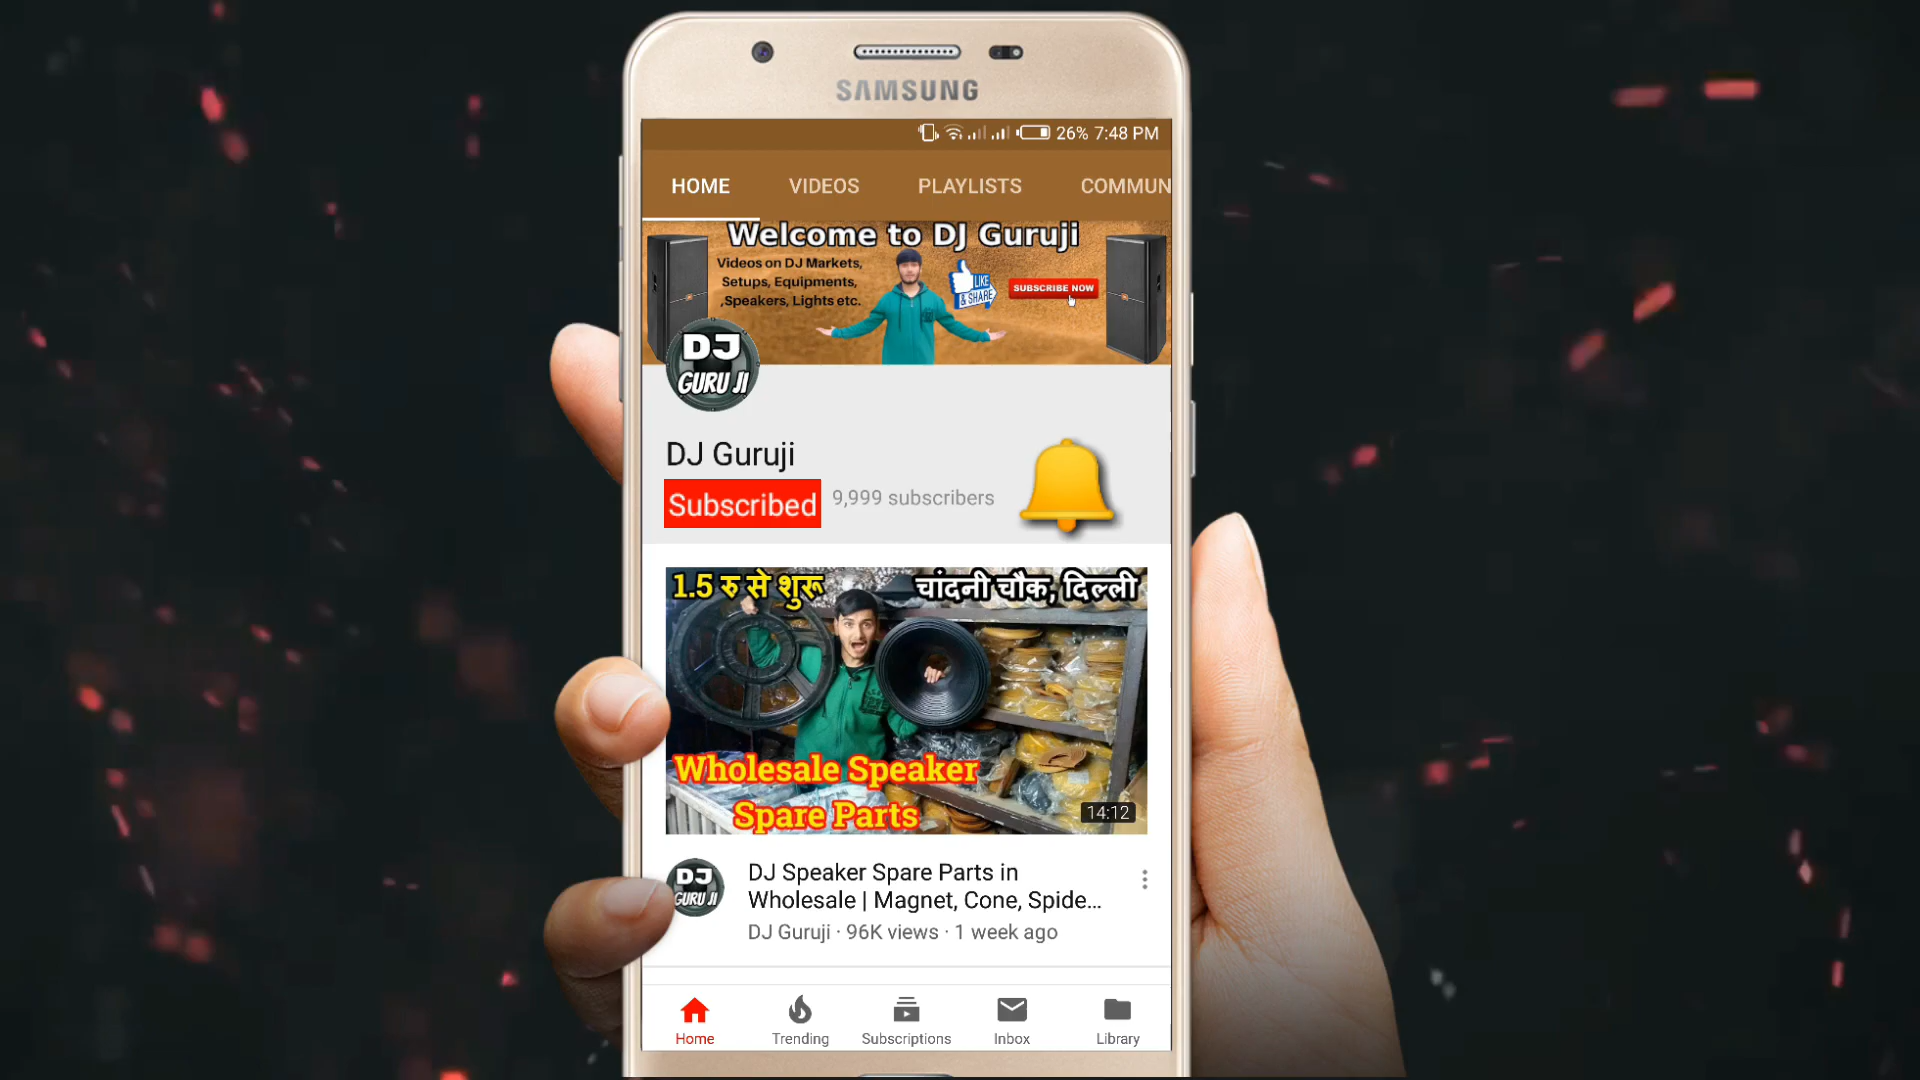 SAMSUNG
26% 7:48 PM
HOME VIDEOS PLAYLISTS COMMUN
Welcome to DJ Guruji
Videos on DJ Markets,
Setups, Equipments,
,Speakers, Lights etc.
LIKE
& SHARE
SUBSCRIBE NOW
DJ
GURU JI
DJ Guruji
Subscribed 9,999 subscribers
1.5 रु से शुरू चांदनी चौक, दिल्ली
Wholesale Speaker
Spare Parts
14:12
DJ
GURU JI
DJ Speaker Spare Parts in
Wholesale | Magnet, Cone, Spide...
DJ Guruji · 96K views · 1 week ago
Home Trending Subscriptions Inbox Library